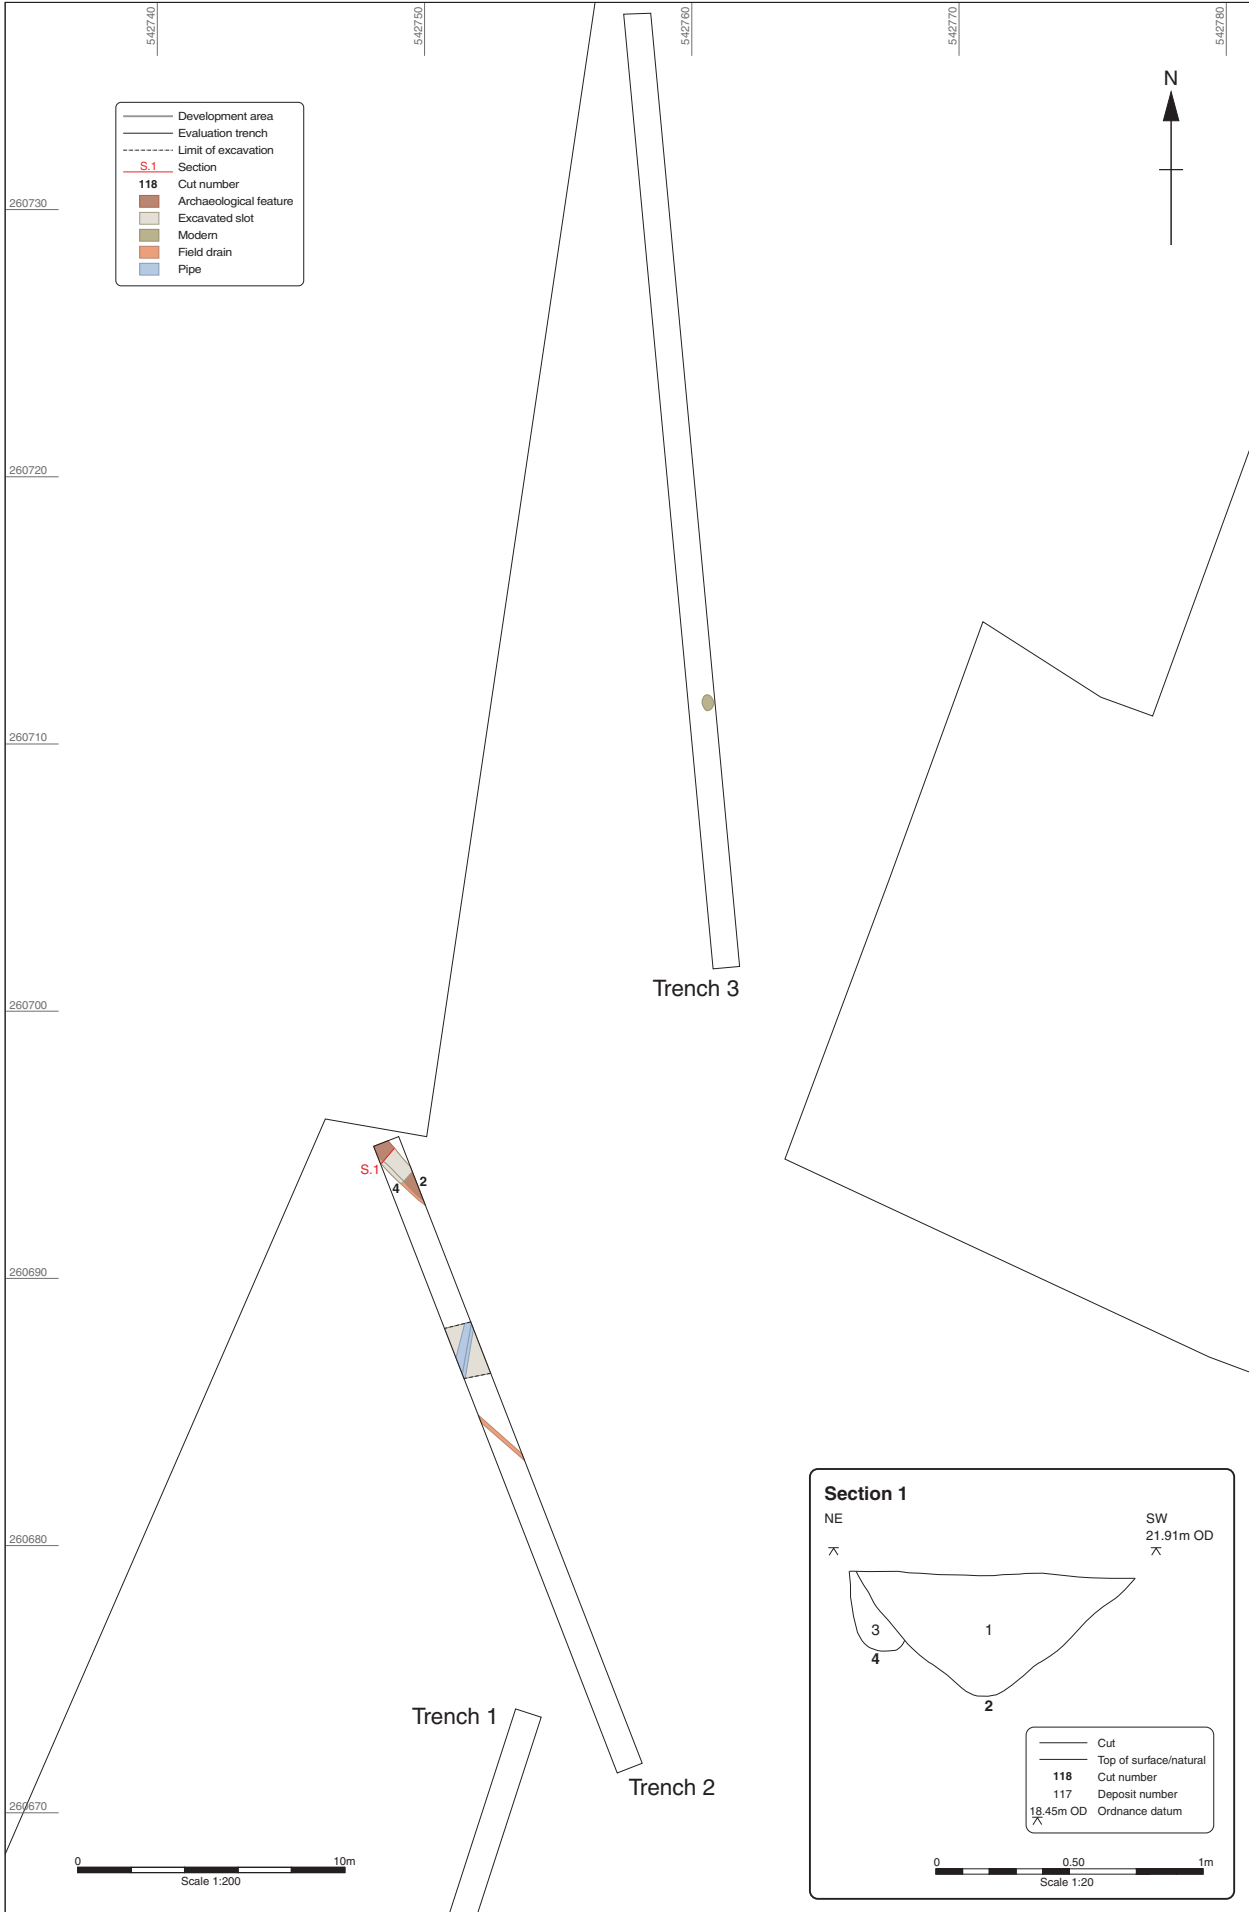 542740
542750
542760
542770
542780
N
Development area
Evaluation trench
Limit of excavation
S.1 Section
118 Cut number
Archaeological feature
Excavated slot
Modern
Field drain
Pipe
260730
260720
260710
260700
260690
260680
260670
Trench 3
S.1
4
2
Trench 1
Trench 2
0 10m
Scale 1:200
Section 1
NE
SW
21.91m OD
3
1
4
2
Cut
Top of surface/natural
118 Cut number
117 Deposit number
18.45m OD Ordnance datum
0 0.50 1m
Scale 1:20